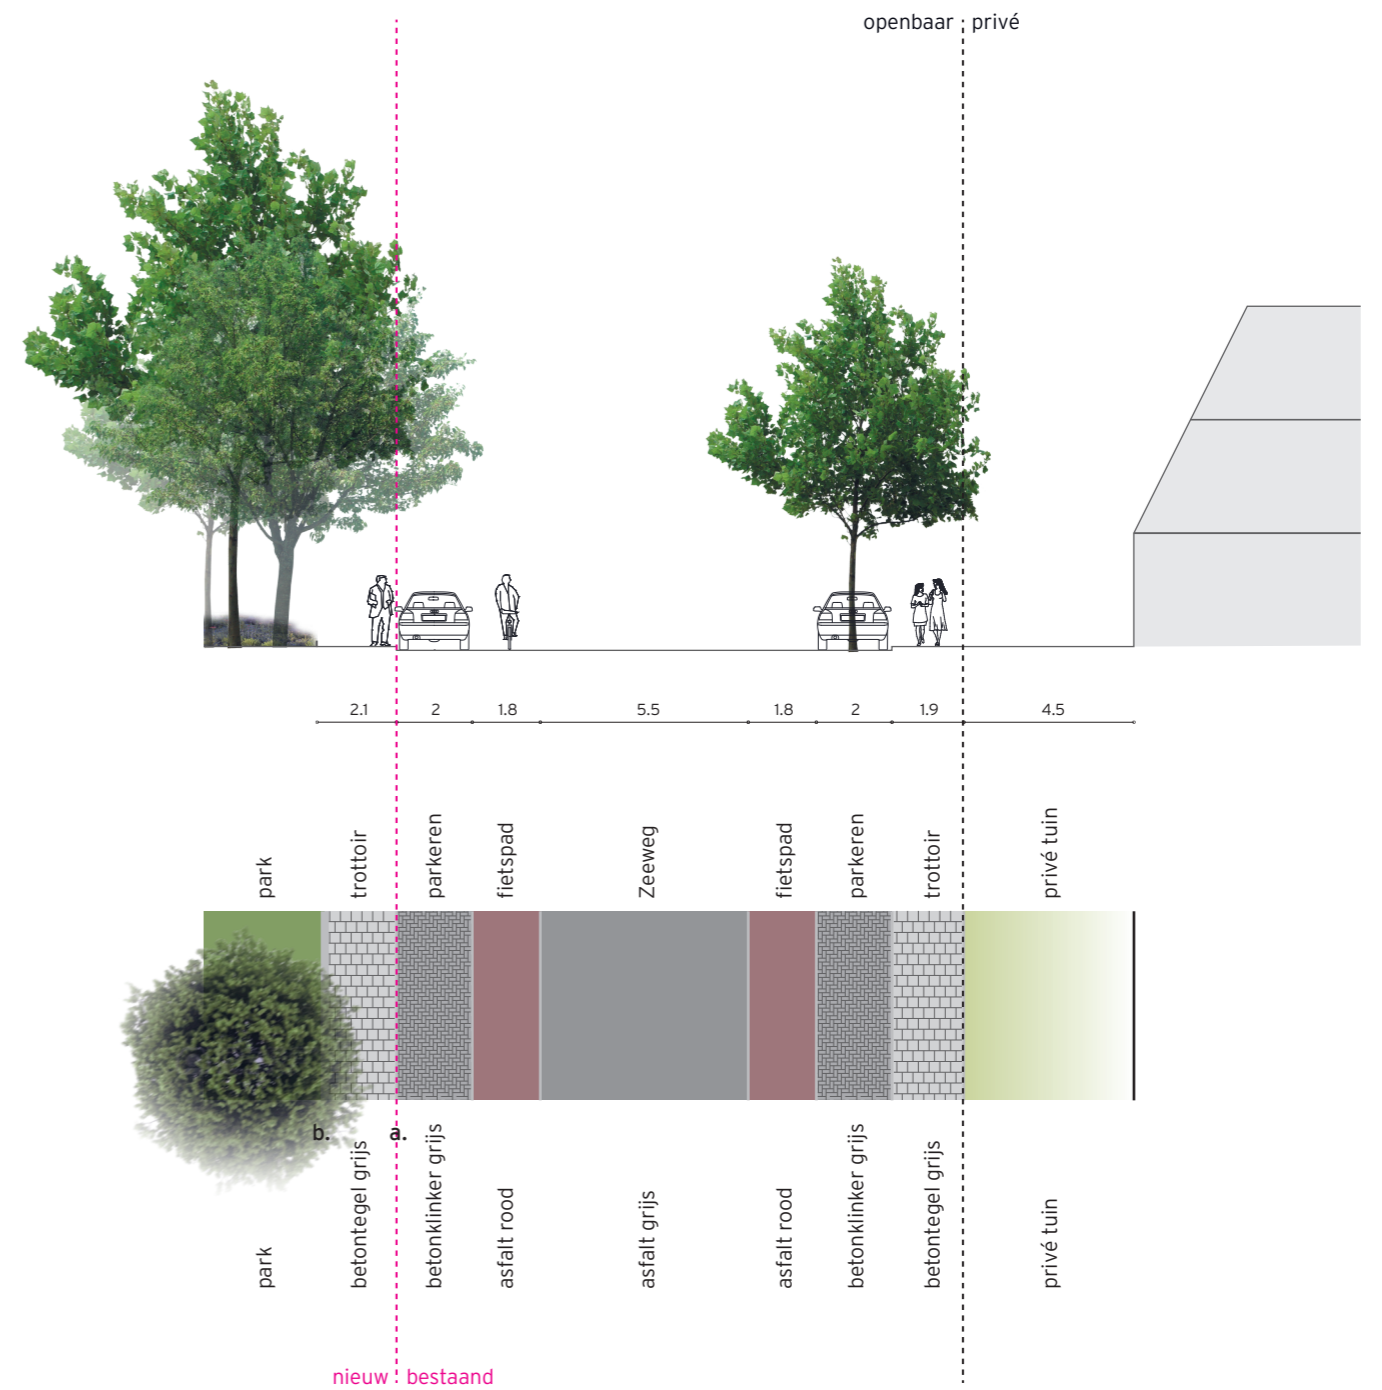 openbaar privé
2.1 2 1.8 5.5 1.8 2 1.9 4.5
park
trottoir
parkeren
fietspad
Zeeweg
fietspad
parkeren
trottoir
privé tuin
b.
a.
park
betontegel grijs
betonklinker grijs
asfalt rood
asfalt grijs
asfalt rood
betonklinker grijs
betontegel grijs
privé tuin
nieuw bestaand